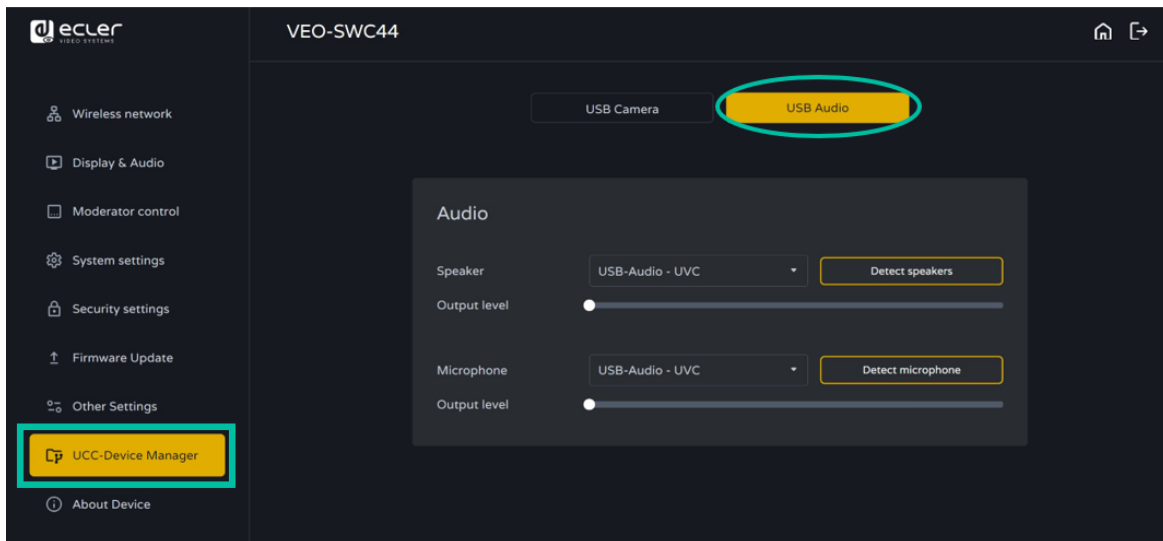 ecler
VIDEO SYSTEMS
VEO-SWC44
Wireless network
Display & Audio
Moderator control
System settings
Security settings
Firmware Update
Other Settings
UCC-Device Manager
About Device
USB Camera
USB Audio
Audio
Speaker
USB-Audio - UVC
Detect speakers
Output level
Microphone
USB-Audio - UVC
Detect microphone
Output level